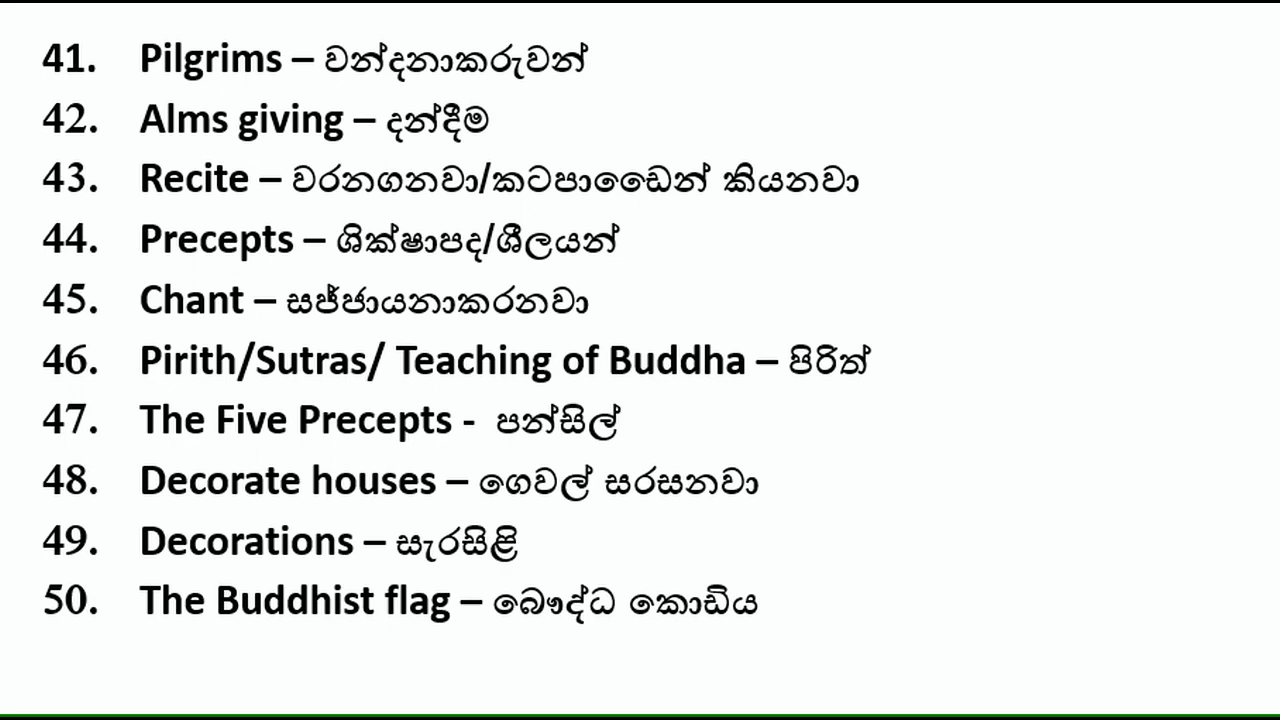 41. Pilgrims – වන්දනාකරුවන්
42. Alms giving – දන්දීම
43. Recite – වරනගනවා/කටපාඩෛන් කියනවා
44. Precepts – ශික්ෂාපද/ශීලයන්
45. Chant – සජ්ජායනාකරනවා
46. Pirith/Sutras/ Teaching of Buddha – පිරිත්
47. The Five Precepts - පන්සිල්
48. Decorate houses – ගෙවල් සරසනවා
49. Decorations – සැරසිළි
50. The Buddhist flag – බෞද්ධ කොඩිය